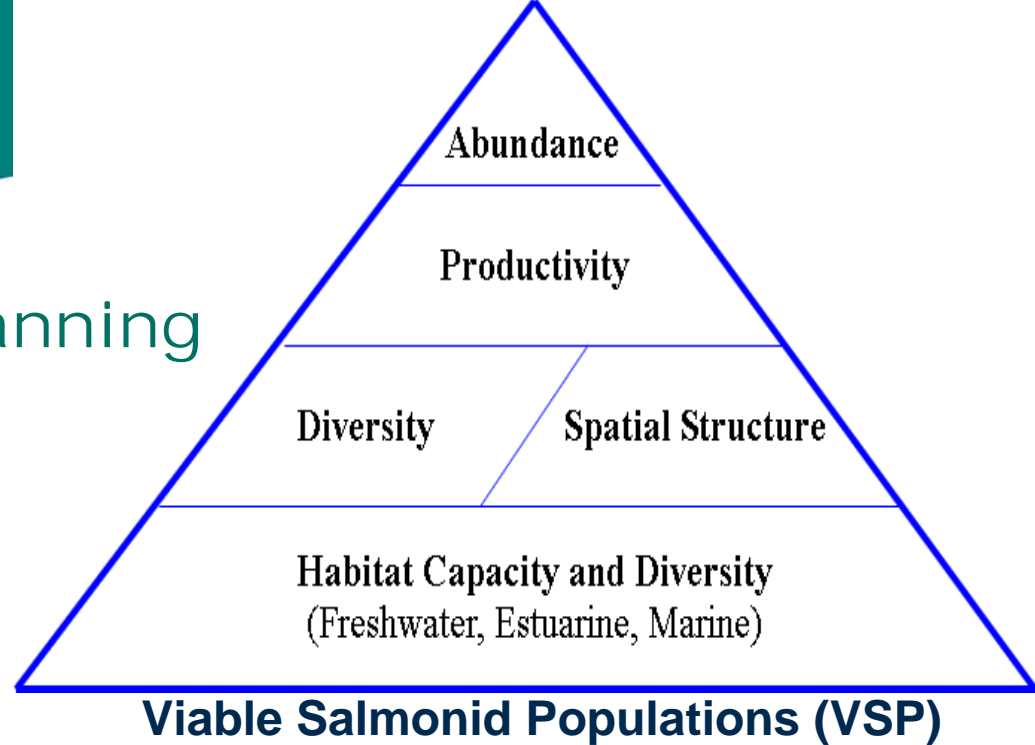 Abundance
Productivity
anning
Diversity Spatial Structure
Habitat Capacity and Diversity
(Freshwater, Estuarine, Marine)
Viable Salmonid Populations (VSP)